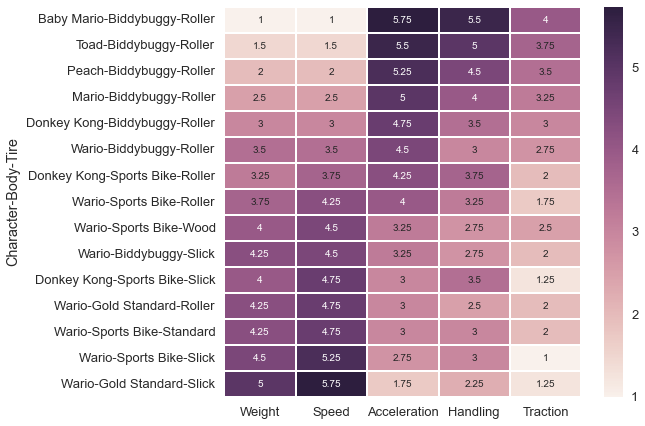 Character-Body-Tire
Baby Mario-Biddybuggy-Roller 1 1 5.75 5.5 4
Toad-Biddybuggy-Roller 1.5 1.5 5.5 5 3.75
Peach-Biddybuggy-Roller 2 2 5.25 4.5 3.5
Mario-Biddybuggy-Roller 2.5 2.5 5 4 3.25
Donkey Kong-Biddybuggy-Roller 3 3 4.75 3.5 3
Wario-Biddybuggy-Roller 3.5 3.5 4.5 3 2.75
Donkey Kong-Sports Bike-Roller 3.25 3.75 4.25 3.75 2
Wario-Sports Bike-Roller 3.75 4.25 4 3.25 1.75
Wario-Sports Bike-Wood 4 4.5 3.25 2.75 2.5
Wario-Biddybuggy-Slick 4.25 4.5 3.25 2.75 2
Donkey Kong-Sports Bike-Slick 4 4.75 3 3.5 1.25
Wario-Gold Standard-Roller 4.25 4.75 3 2.5 2
Wario-Sports Bike-Standard 4.25 4.75 3 3 2
Wario-Sports Bike-Slick 4.5 5.25 2.75 3 1
Wario-Gold Standard-Slick 5 5.75 1.75 2.25 1.25
Weight Speed Acceleration Handling Traction
5
4
3
2
1